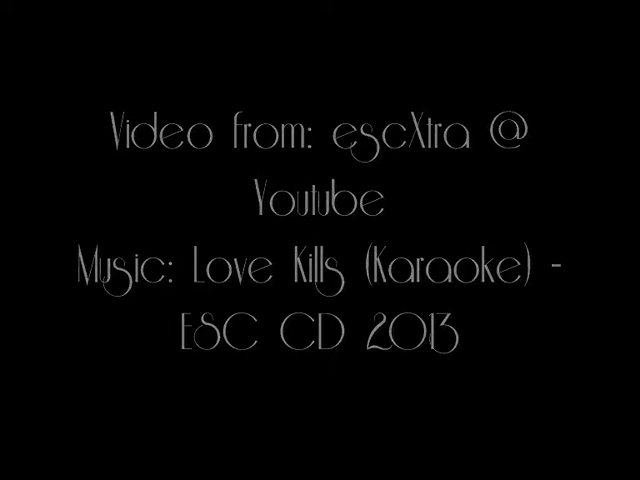 Video from: escXtra @
Youtube
Music: Love Kills (Karaoke) -
ESC CD 2013